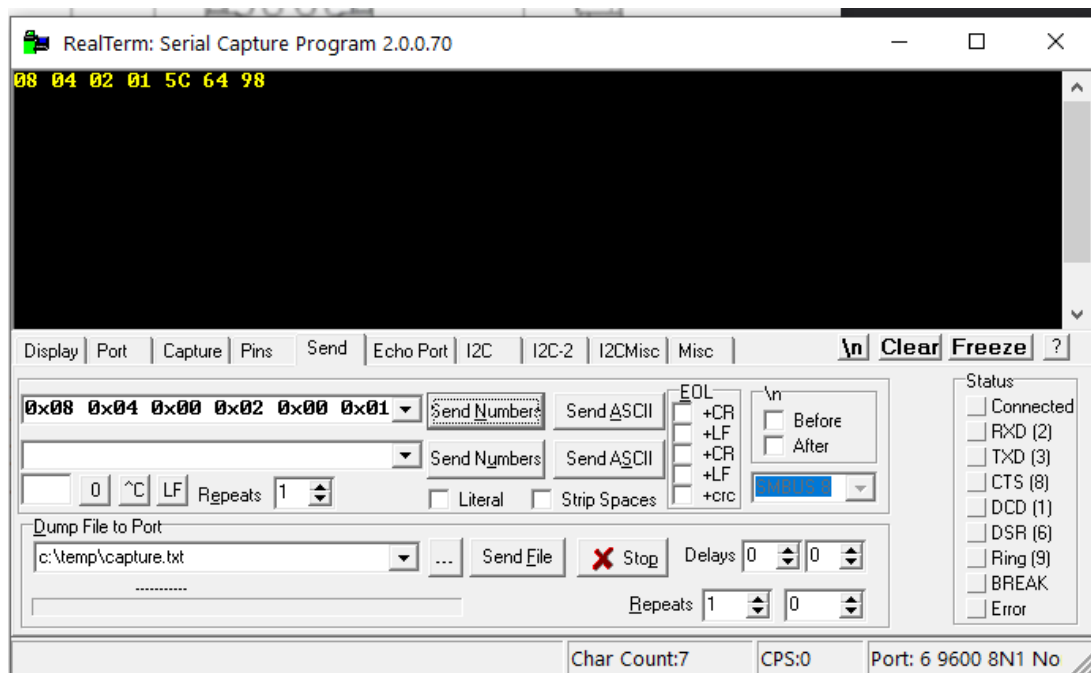 RealTerm: Serial Capture Program 2.0.0.70
08 04 02 01 5C 64 98
Display Port Capture Pins Send Echo Port I2C I2C-2 I2CMisc Misc \n Clear Freeze ?
0x08 0x04 0x00 0x02 0x00 0x01 Send Numbers Send ASCII
Send Numbers Send ASCII
0 ^C LF Repeats 1
Literal Strip Spaces
EOL
+CR
+LF
+CR
+LF
+crc
\n
Before
After
SMBUS 8
Dump File to Port
c:\temp\capture.txt ... Send File Stop Delays 0 0
-----------
Repeats 1 0
Status
Connected
RXD (2)
TXD (3)
CTS (8)
DCD (1)
DSR (6)
Ring (9)
BREAK
Error
Char Count:7 CPS:0 Port: 6 9600 8N1 No